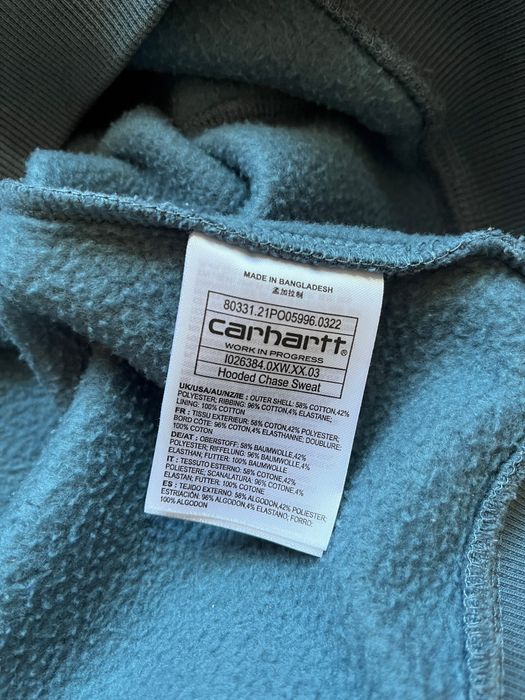 MADE IN BANGLADESH
孟加拉制
80331.21PO05996.0322
carhartt®
WORK IN PROGRESS
I026384.0XW.XX.03
Hooded Chase Sweat
UK/USA/AU/NZ/IE : OUTER SHELL: 58% COTTON,42%
POLYESTER; RIBBING: 96% COTTON,4% ELASTANE;
LINING: 100% COTTON
FR : TISSU EXTERIEUR: 58% COTON,42% POLYESTER;
BORD CÔTE: 96% COTON,4% ELASTHANNE; DOUBLURE:
100% COTON
DE/AT : OBERSTOFF: 58% BAUMWOLLE,42%
POLYESTER; RIFFELUNG: 96% BAUMWOLLE,4%
ELASTHAN; FUTTER: 100% BAUMWOLLE
IT : TESSUTO ESTERNO: 58% COTONE,42%
POLIESTERE; SCANALATURA: 96% COTONE,4%
ELASTAN; FUTTER: 100% COTONE
ES : TEJIDO EXTERNO: 58% ALGODON,42% POLIESTER;
ESTRIACIÓN: 96% ALGODON,4% ELASTANO; FORRO:
100% ALGODON